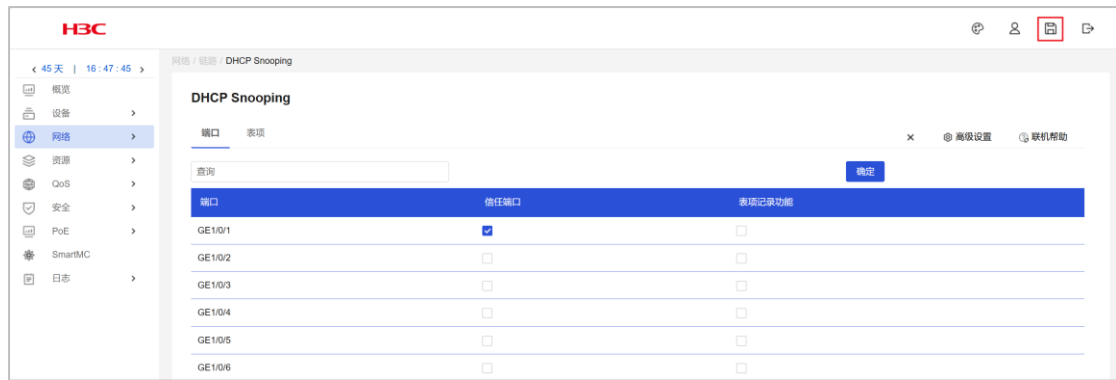 H3C
45 天 | 16 : 47 : 45
网络 / 链路 / DHCP Snooping
概览
设备
网络
资源
QoS
安全
PoE
SmartMC
日志
DHCP Snooping
端口 表项
高级设置 联机帮助
查询 确定
端口 信任端口 表项记录功能
GE1/0/1
GE1/0/2
GE1/0/3
GE1/0/4
GE1/0/5
GE1/0/6